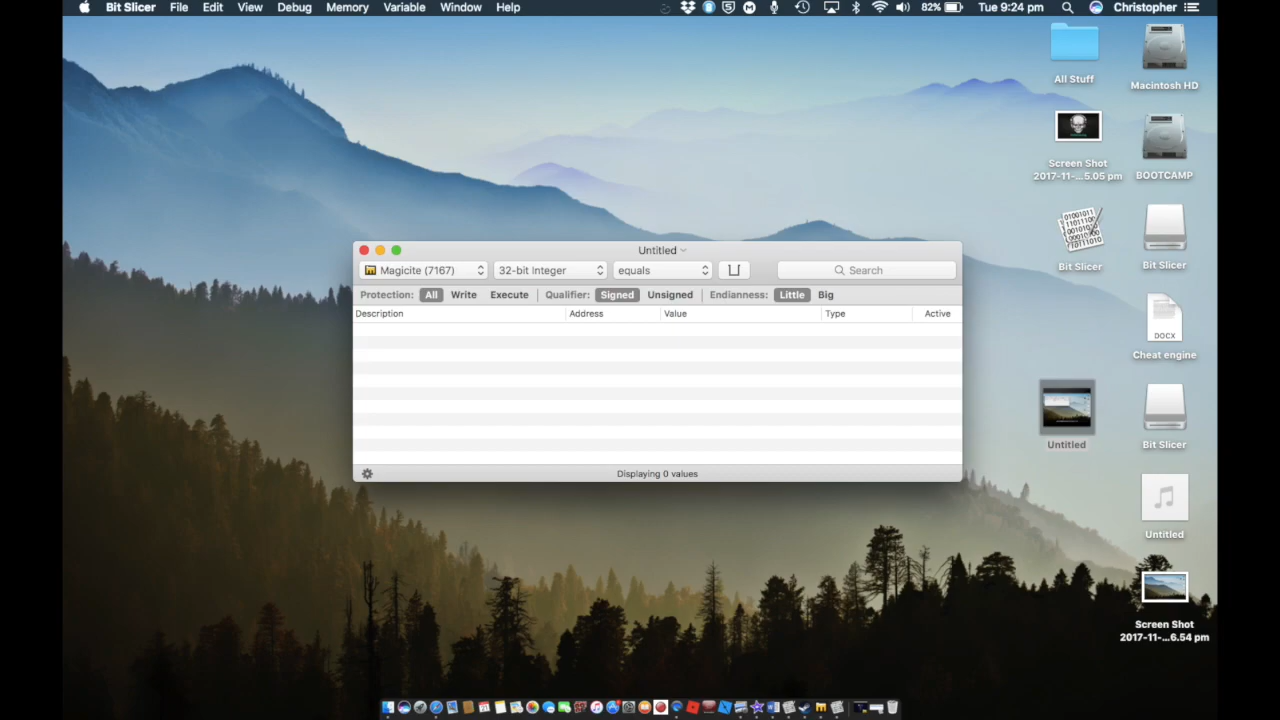 Bit Slicer File Edit View Debug Memory Variable Window Help 82% Tue 9:24 pm Christopher
All Stuff
Macintosh HD
Screen Shot
2017-11-...5.05 pm
BOOTCAMP
Bit Slicer
Bit Slicer
Untitled
Magicite (7167) 32-bit Integer equals Search
Protection: All Write Execute Qualifier: Signed Unsigned Endianness: Little Big
Description Address Value Type Active
DOCX
Cheat engine
Untitled
Bit Slicer
Displaying 0 values
Untitled
Screen Shot
2017-11-...6.54 pm